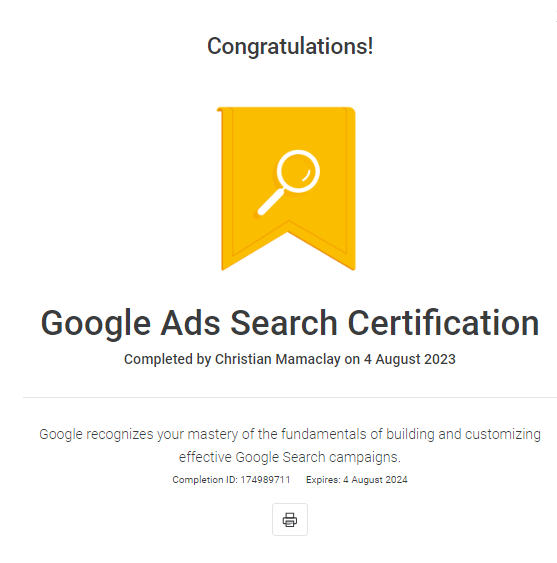 Congratulations!
Google Ads Search Certification
Completed by Christian Mamaclay on 4 August 2023
Google recognizes your mastery of the fundamentals of building and customizing
effective Google Search campaigns.
Completion ID: 174989711 Expires: 4 August 2024